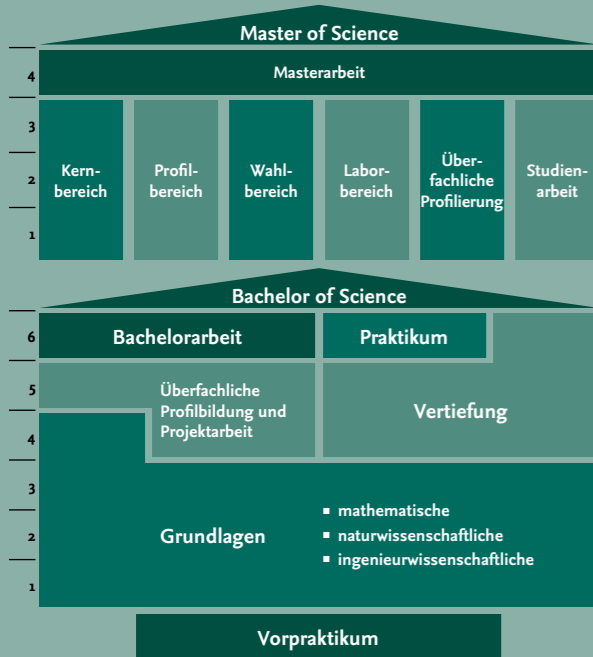 Master of Science
4
Masterarbeit
3
2
1
Kern-
bereich
Profil-
bereich
Wahl-
bereich
Labor-
bereich
Über-
fachliche
Profilierung
Studien-
arbeit
Bachelor of Science
6
Bachelorarbeit
Praktikum
5
Überfachliche
Profilbildung und
Projektarbeit
Vertiefung
4
3
2
1
Grundlagen
▪ mathematische
▪ naturwissenschaftliche
▪ ingenieurwissenschaftliche
Vorpraktikum